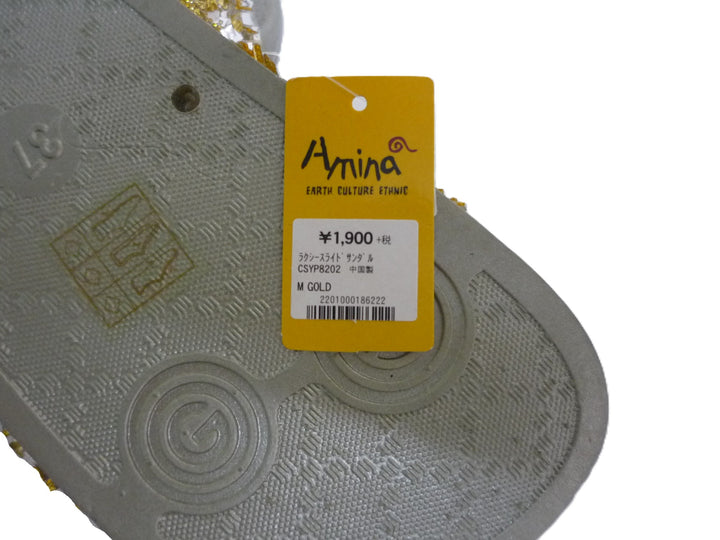 37
Amina
EARTH CULTURE ETHNIC
¥1,900 +税
ﾗｸｼｰｽﾗｲﾄﾞｻﾝﾀﾞﾙ
CSYP8202 中国製
M GOLD
2201000186222
G